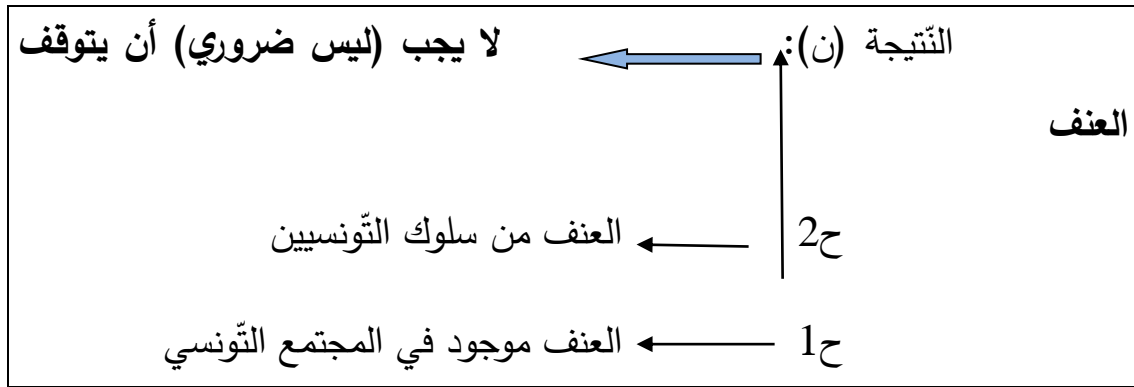 النّتيجة (ن): لا يجب (ليس ضروري) أن يتوقف
العنف
ح2 العنف من سلوك التّونسيين
ح1 العنف موجود في المجتمع التّونسي